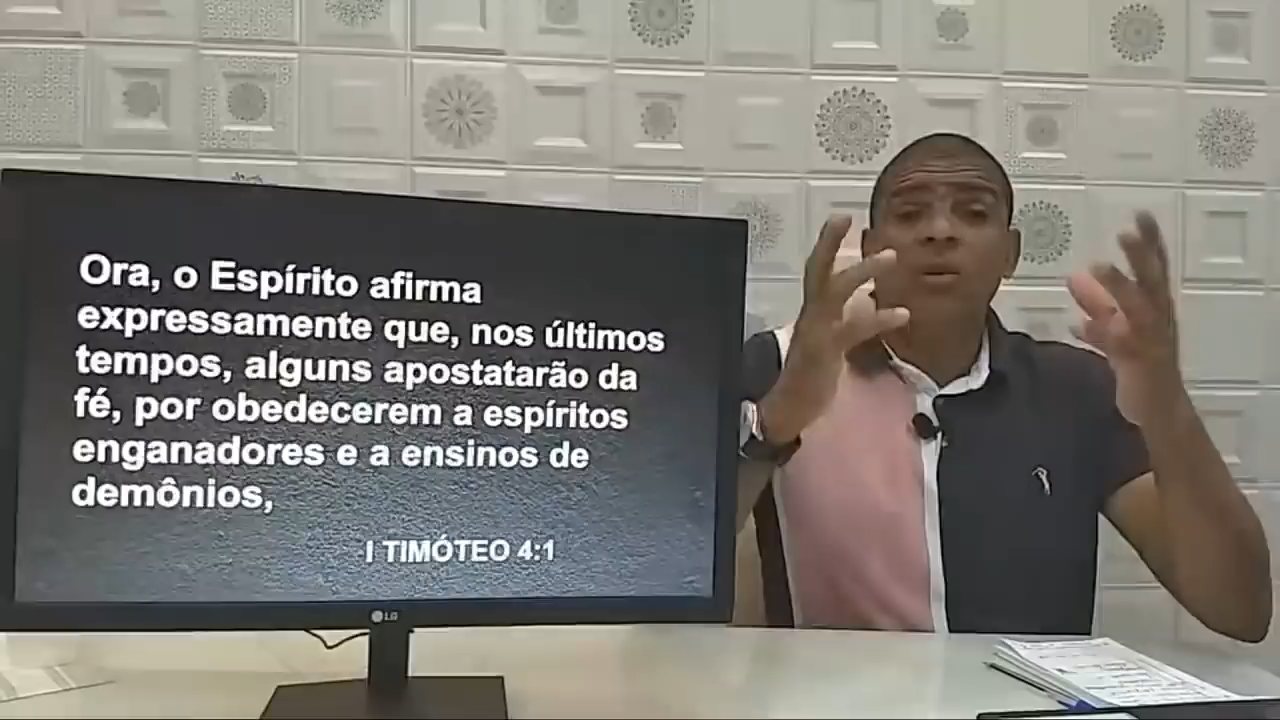 Ora, o Espírito afirma
expressamente que, nos últimos
tempos, alguns apostatarão da
fé, por obedecerem a espíritos
enganadores e a ensinos de
demônios,
I TIMÓTEO 4:1
LG